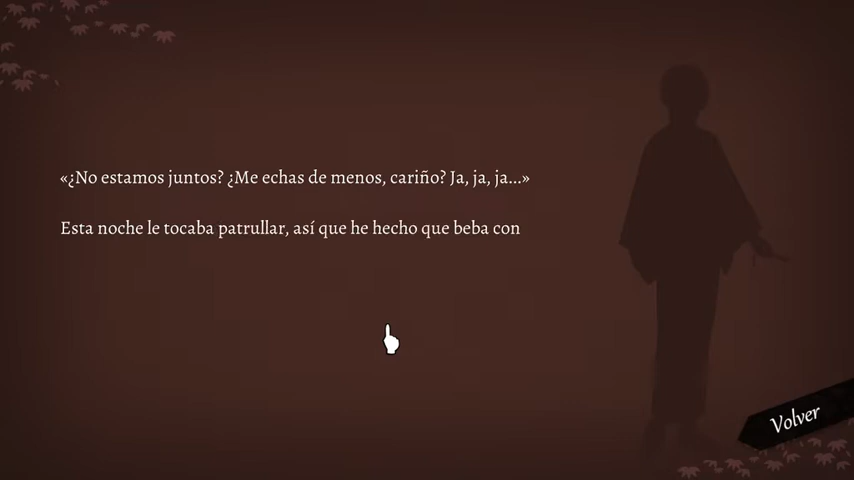 «¿No estamos juntos? ¿Me echas de menos, cariño? Ja, ja, ja...»
Esta noche le tocaba patrullar, así que he hecho que beba con
Volver